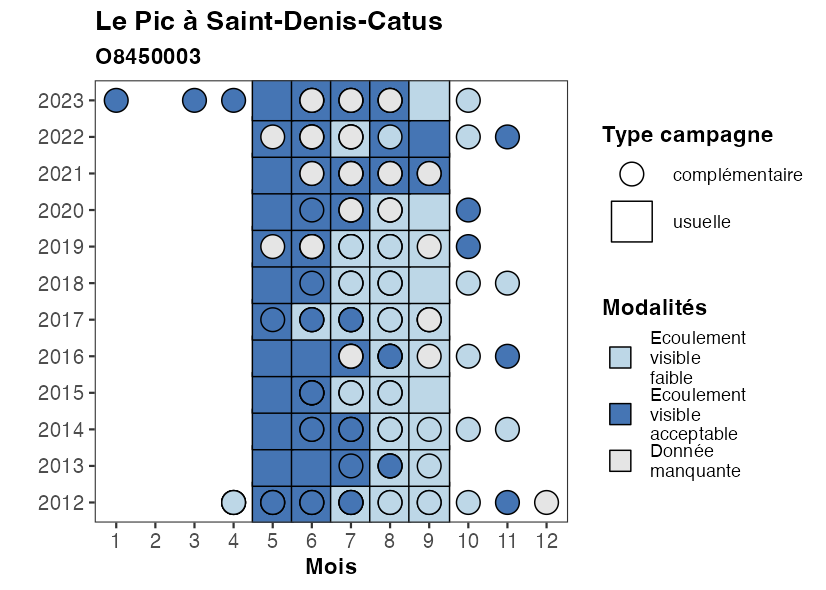 Le Pic à Saint-Denis-Catus
O8450003
2023
2022
2021
2020
2019
2018
2017
2016
2015
2014
2013
2012
1 2 3 4 5 6 7 8 9 10 11 12
Mois
Type campagne
complémentaire
usuelle
Modalités
Ecoulement
visible
faible
Ecoulement
visible
acceptable
Donnée
manquante